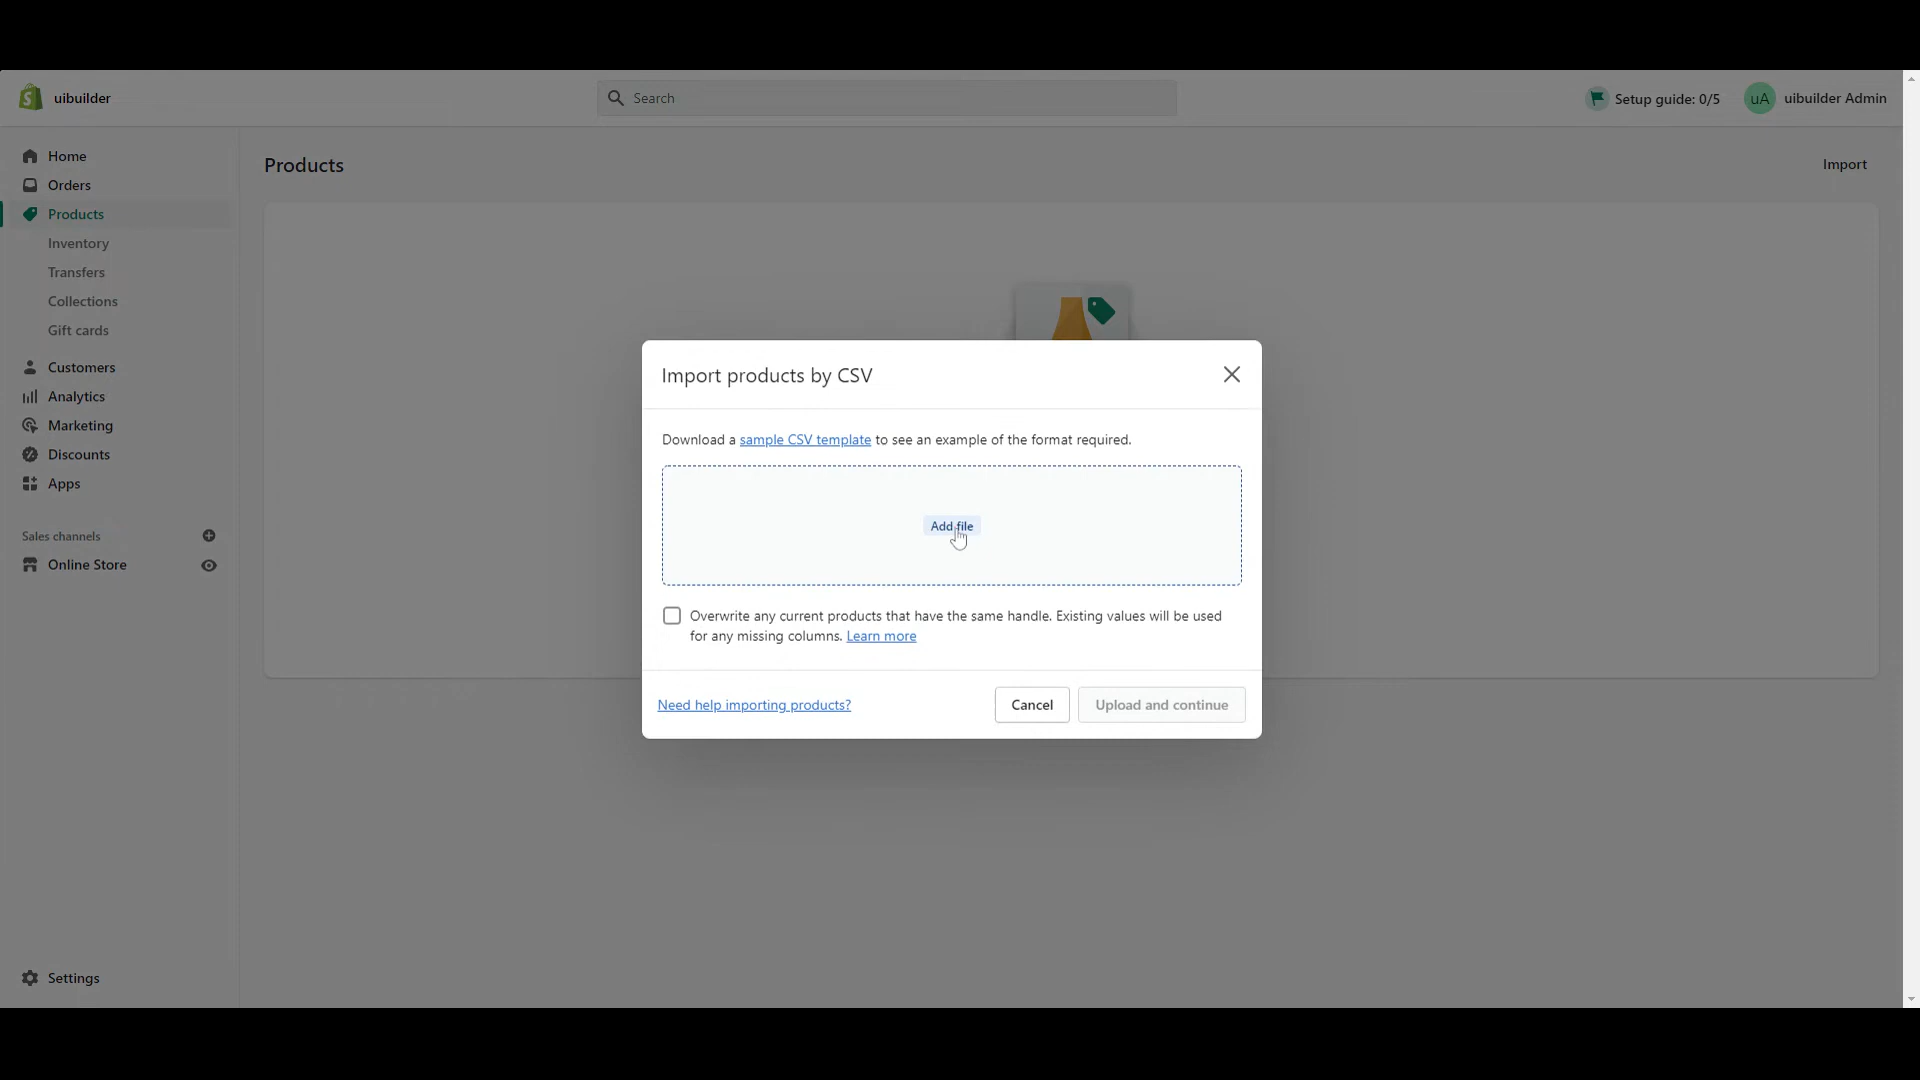 uibuilder
Search
Setup guide: 0/5
uA
uibuilder Admin
Home
Orders
Products
Inventory
Transfers
Collections
Gift cards
Customers
Analytics
Marketing
Discounts
Apps
Sales channels
Online Store
Settings
Products
Import
Import products by CSV
Download a sample CSV template to see an example of the format required.
Add file
Overwrite any current products that have the same handle. Existing values will be used
for any missing columns. Learn more
Need help importing products?
Cancel
Upload and continue